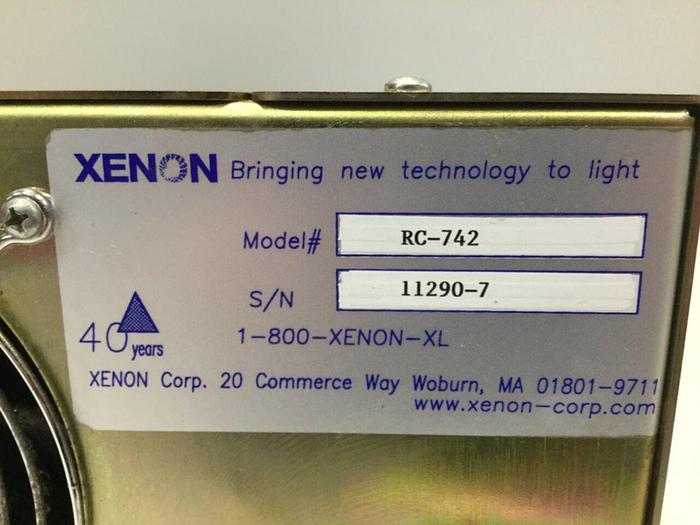 XENON Bringing new technology to light
Model# RC-742
S/N 11290-7
40 years
1-800-XENON-XL
XENON Corp. 20 Commerce Way Woburn, MA 01801-9711
www.xenon-corp.com